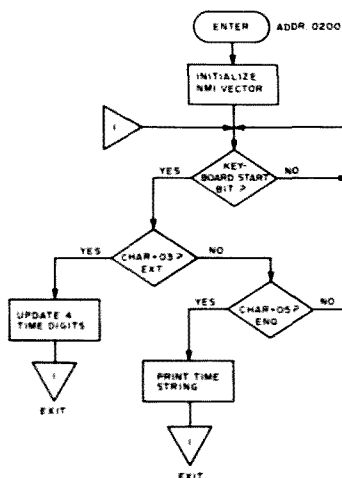 ENTER
ADDR. 0200
INITIALIZE
NMI VECTOR
1
KEY-
BOARD START
BIT ?
YES
NO
CHAR=03?
EXT
YES
NO
UPDATE 4
TIME DIGITS
CHAR=05?
ENQ
YES
NO
1
EXIT
PRINT TIME
STRING
1
EXIT